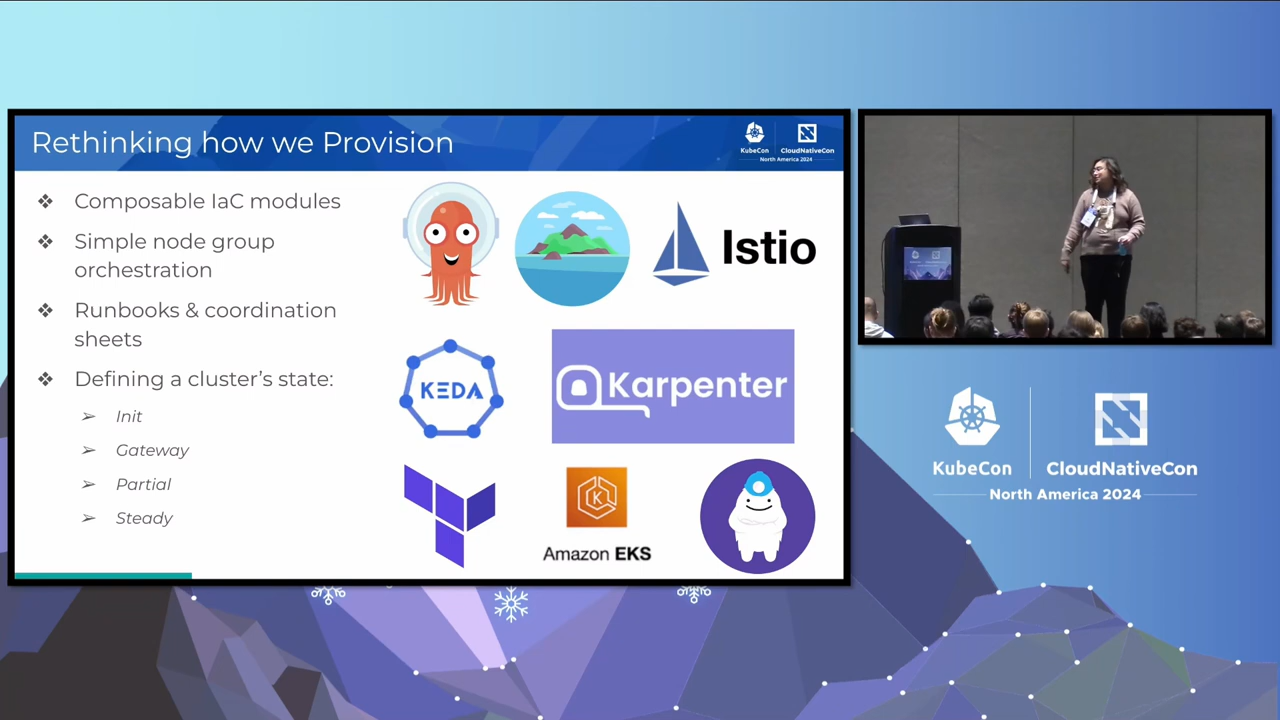 Rethinking how we Provision
KubeCon
CloudNativeCon
North America 2024
❖ Composable IaC modules
❖ Simple node group
orchestration
❖ Runbooks & coordination
sheets
❖ Defining a cluster's state:
➢ Init
➢ Gateway
➢ Partial
➢ Steady
Istio
KEDA
Karpenter
K
Amazon EKS
KubeCon
CloudNativeCon
North America 2024